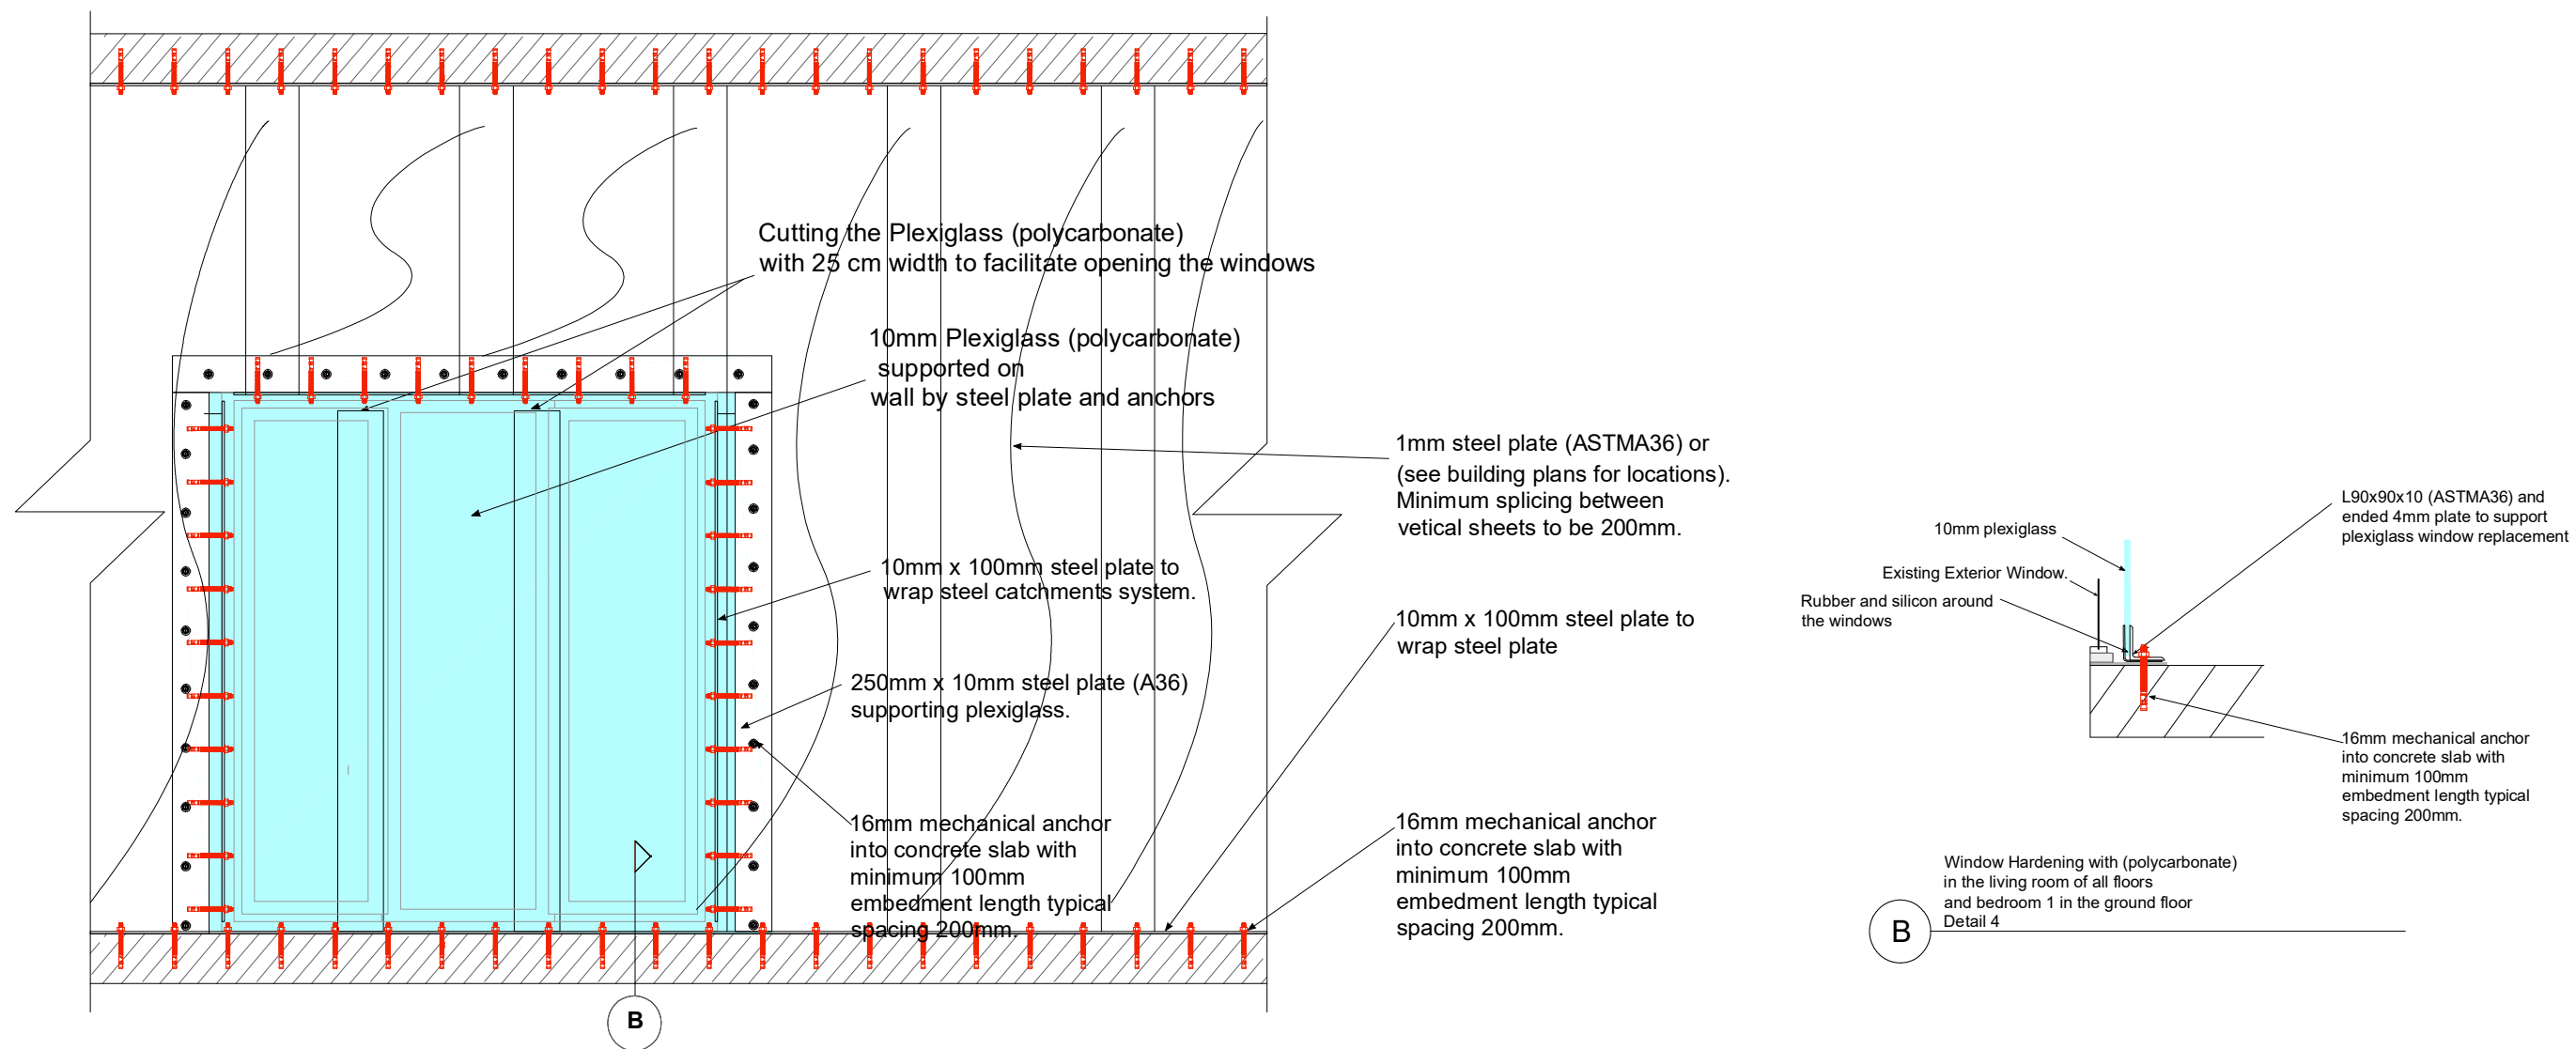 Cutting the Plexiglass (polycarbonate)
with 25 cm width to facilitate opening the windows
10mm Plexiglass (polycarbonate)
supported on
wall by steel plate and anchors
1mm steel plate (ASTMA36) or
(see building plans for locations).
Minimum splicing between
vetical sheets to be 200mm.
10mm x 100mm steel plate to
wrap steel catchments system.
10mm x 100mm steel plate to
wrap steel plate
250mm x 10mm steel plate (A36)
supporting plexiglass.
16mm mechanical anchor
into concrete slab with
minimum 100mm
embedment length typical
spacing 200mm.
16mm mechanical anchor
into concrete slab with
minimum 100mm
embedment length typical
spacing 200mm.
B
L90x90x10 (ASTMA36) and
ended 4mm plate to support
plexiglass window replacement
10mm plexiglass
Existing Exterior Window.
Rubber and silicon around
the windows
16mm mechanical anchor
into concrete slab with
minimum 100mm
embedment length typical
spacing 200mm.
Window Hardening with (polycarbonate)
in the living room of all floors
and bedroom 1 in the ground floor
Detail 4
B